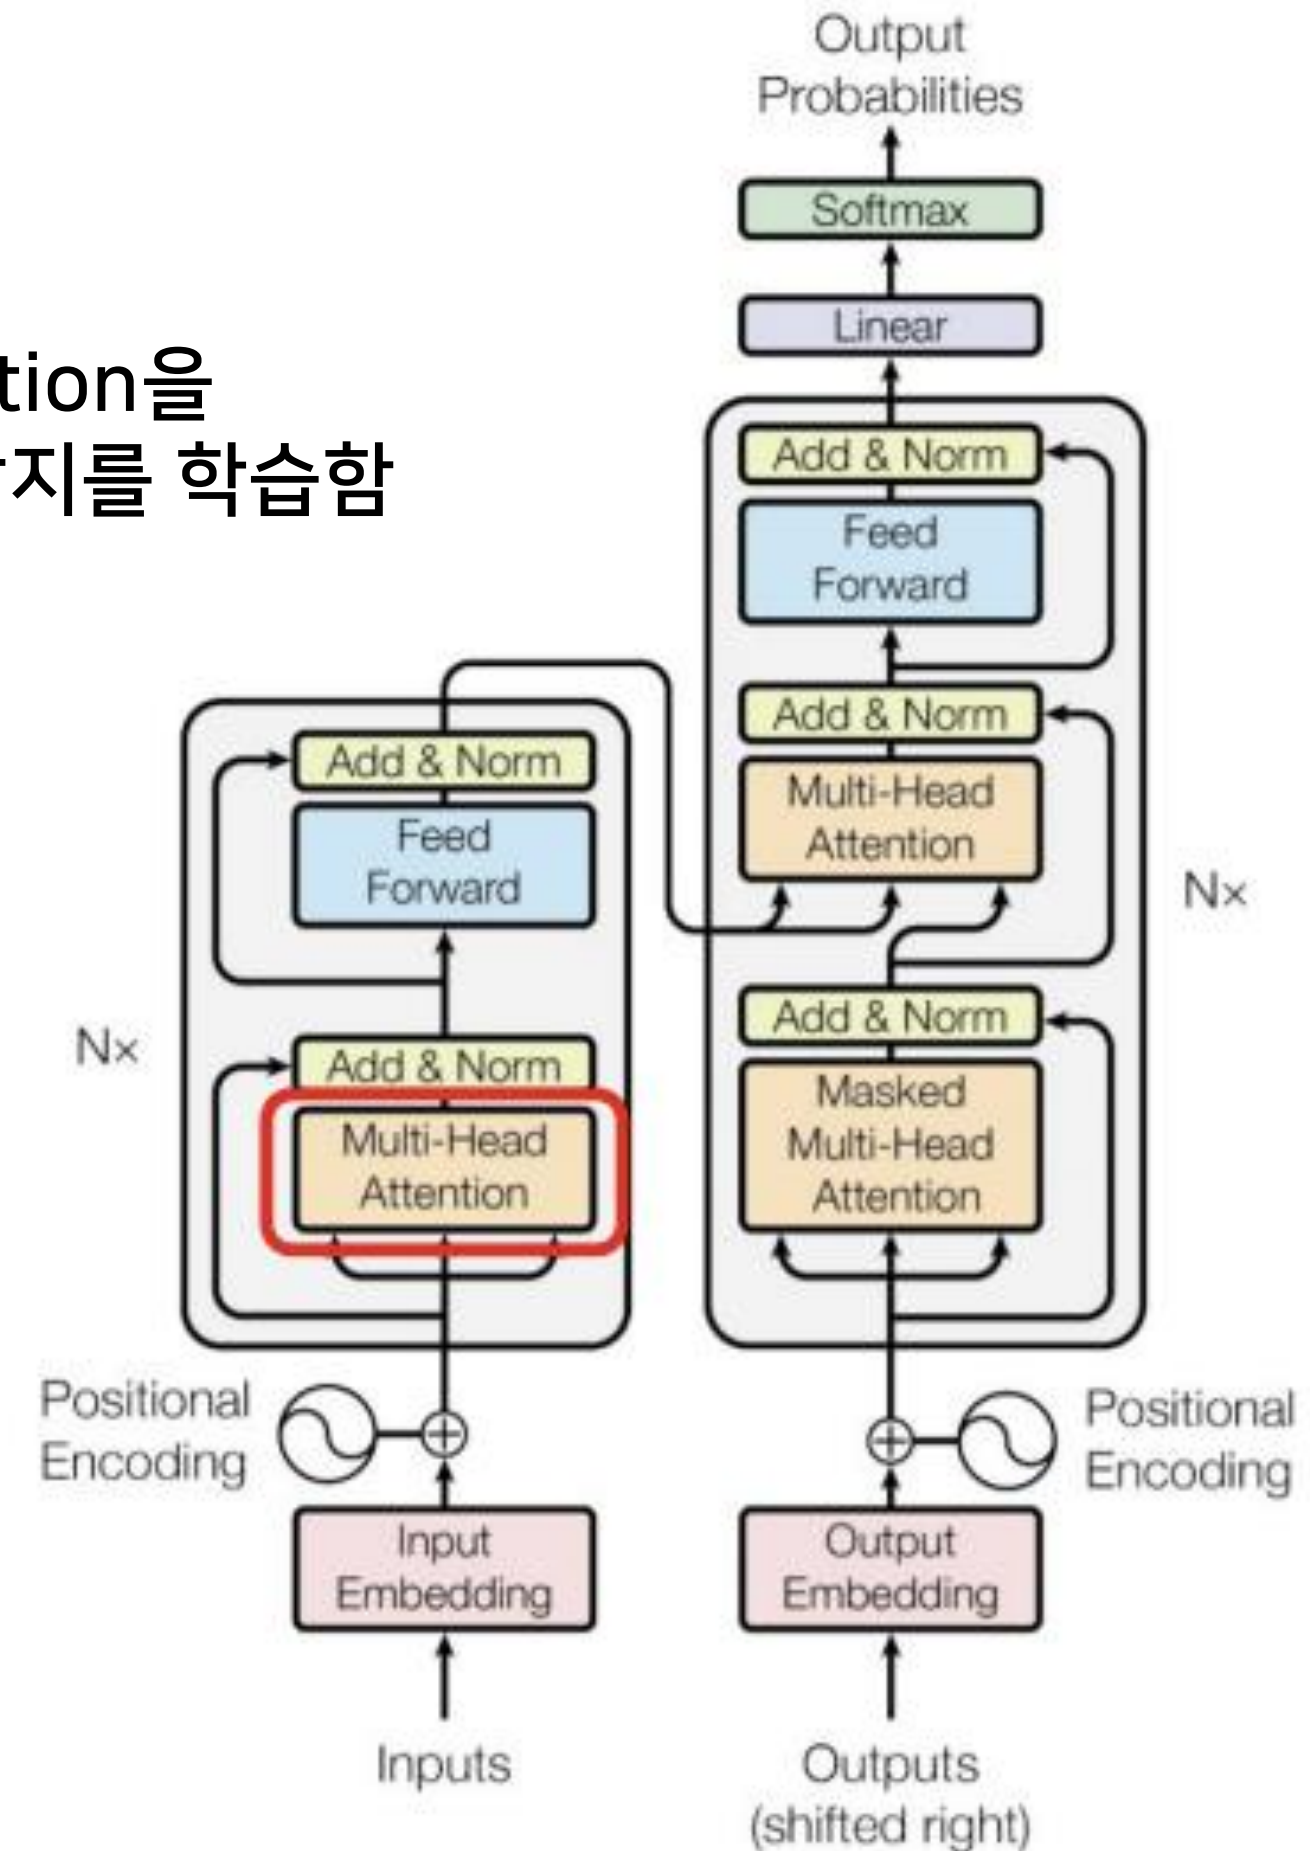 Output
Probabilities
Softmax
Linear
tion을
지를 학습함
Add & Norm
Feed
Forward
Add & Norm
Multi-Head
Attention
Nx
Add & Norm
Masked
Multi-Head
Attention
Add & Norm
Feed
Forward
Nx
Add & Norm
Multi-Head
Attention
Positional
Encoding
Positional
Encoding
Input
Embedding
Output
Embedding
Inputs
Outputs
(shifted right)